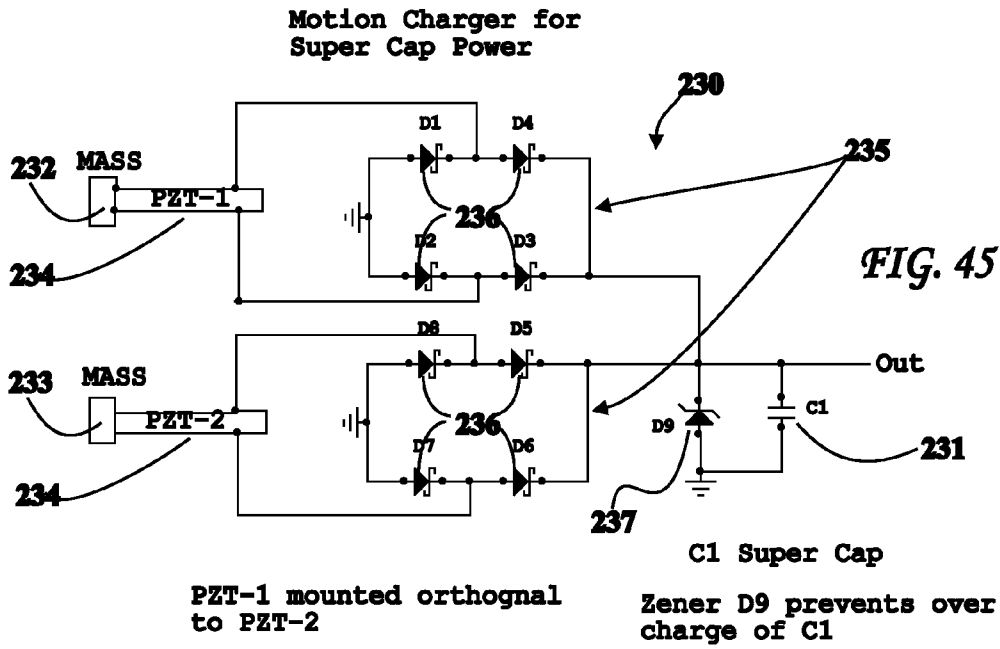 Motion Charger for
Super Cap Power
230
D1
D4
235
232
MASS
PZT-1
236
234
D2
D3
FIG. 45
D8
D5
Out
233
MASS
PZT-2
236
D9
C1
234
D7
D6
231
237
C1 Super Cap
PZT-1 mounted orthognal
to PZT-2
Zener D9 prevents over
charge of C1